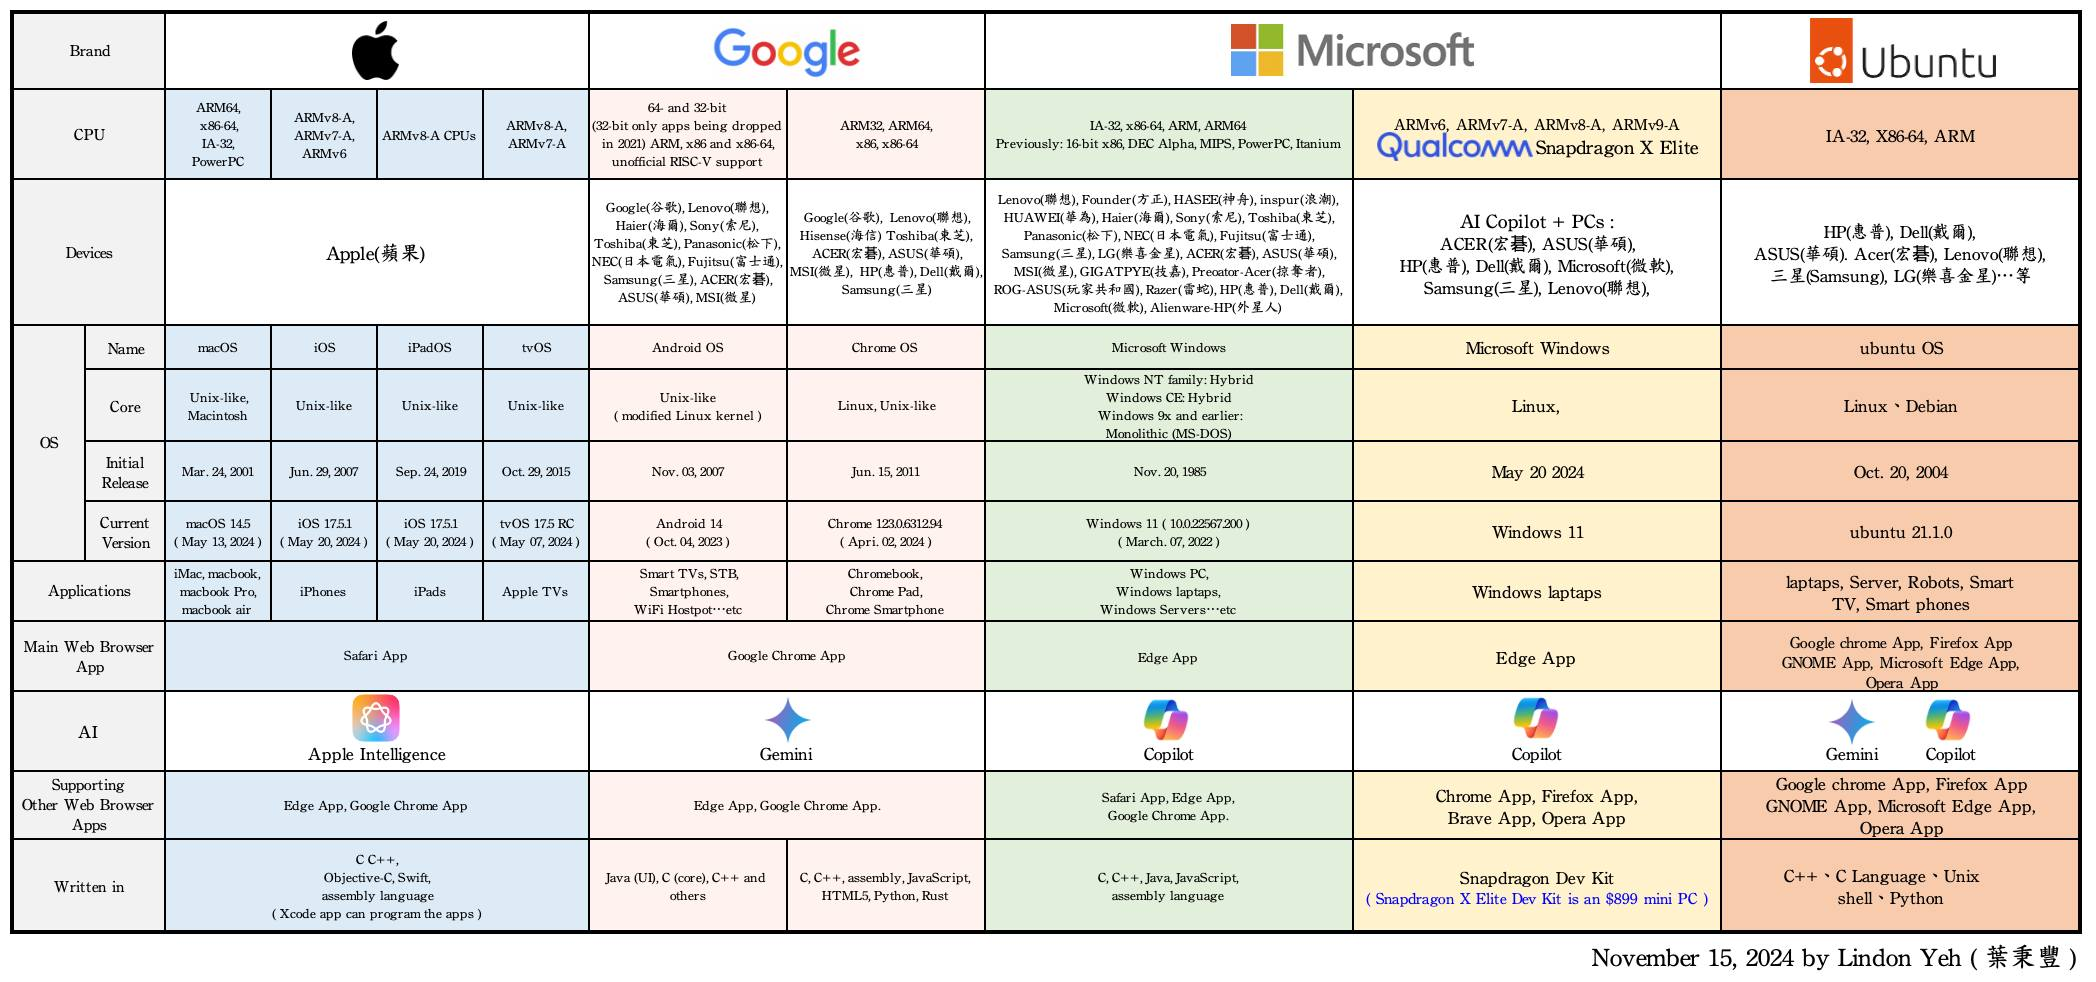 Brand
Google
Microsoft
Ubuntu
CPU
ARM64,
x86-64,
IA-32,
PowerPC
ARMv8-A,
ARMv7-A,
ARMv6
ARMv8-A CPUs
ARMv8-A,
ARMv7-A
64- and 32-bit
(32-bit only apps being dropped
in 2021) ARM, x86 and x86-64,
unofficial RISC-V support
ARM32, ARM64,
x86, x86-64
IA-32, x86-64, ARM, ARM64
Previously: 16-bit x86, DEC Alpha, MIPS, PowerPC, Itanium
ARMv6, ARMv7-A, ARMv8-A, ARMv9-A
Qualcomm Snapdragon X Elite
IA-32, X86-64, ARM
Devices
Apple(蘋果)
Google(谷歌), Lenovo(聯想),
Haier(海爾), Sony(索尼),
Toshiba(東芝), Panasonic(松下),
NEC(日本電氣), Fujitsu(富士通),
Samsung(三星), ACER(宏碁),
ASUS(華碩), MSI(微星)
Google(谷歌), Lenovo(聯想),
Hisense(海信) Toshiba(東芝),
ACER(宏碁), ASUS(華碩),
MSI(微星), HP(惠普), Dell(戴爾),
Samsung(三星)
Lenovo(聯想), Founder(方正), HASEE(神舟), inspur(浪潮),
HUAWEI(華為), Haier(海爾), Sony(索尼), Toshiba(東芝),
Panasonic(松下), NEC(日本電氣), Fujitsu(富士通),
Samsung(三星), LG(樂喜金星), ACER(宏碁), ASUS(華碩),
MSI(微星), GIGATPYE(技嘉), Precator-Acer(掠奪者),
ROG-ASUS(玩家共和國), Razer(雷蛇), HP(惠普), Dell(戴爾),
Microsoft(微軟), Alienware-HP(外星人)
AI Copilot + PCs :
ACER(宏碁), ASUS(華碩),
HP(惠普), Dell(戴爾), Microsoft(微軟),
Samsung(三星), Lenovo(聯想),
HP(惠普), Dell(戴爾),
ASUS(華碩). Acer(宏碁), Lenovo(聯想),
三星(Samsung), LG(樂喜金星)…等
OS
Name
macOS
iOS
iPadOS
tvOS
Android OS
Chrome OS
Microsoft Windows
Microsoft Windows
ubuntu OS
Core
Unix-like,
Macintosh
Unix-like
Unix-like
Unix-like
Unix-like
( modified Linux kernel )
Linux, Unix-like
Windows NT family: Hybrid
Windows CE: Hybrid
Windows 9x and earlier:
Monolithic (MS-DOS)
Linux,
Linux、Debian
Initial
Release
Mar. 24, 2001
Jun. 29, 2007
Sep. 24, 2019
Oct. 29, 2015
Nov. 03, 2007
Jun. 15, 2011
Nov. 20, 1985
May 20 2024
Oct. 20, 2004
Current
Version
macOS 14.5
( May 13, 2024 )
iOS 17.5.1
( May 20, 2024 )
iOS 17.5.1
( May 20, 2024 )
tvOS 17.5 RC
( May 07, 2024 )
Android 14
( Oct. 04, 2023 )
Chrome 123.0.6312.94
( Apri. 02, 2024 )
Windows 11 ( 10.0.22567.200 )
( March. 07, 2022 )
Windows 11
ubuntu 21.1.0
Applications
iMac, macbook,
macbook Pro,
macbook air
iPhones
iPads
Apple TVs
Smart TVs, STB,
Smartphones,
WiFi Hostpot…etc
Chromebook,
Chrome Pad,
Chrome Smartphone
Windows PC,
Windows laptaps,
Windows Servers…etc
Windows laptaps
laptaps, Server, Robots, Smart
TV, Smart phones
Main Web Browser
App
Safari App
Google Chrome App
Edge App
Edge App
Google chrome App, Firefox App
GNOME App, Microsoft Edge App,
Opera App
AI
Apple Intelligence
Gemini
Copilot
Copilot
Gemini
Copilot
Supporting
Other Web Browser
Apps
Edge App, Google Chrome App
Edge App, Google Chrome App.
Safari App, Edge App,
Google Chrome App.
Chrome App, Firefox App,
Brave App, Opera App
Google chrome App, Firefox App
GNOME App, Microsoft Edge App,
Opera App
Written in
C C++,
Objective-C, Swift,
assembly language
( Xcode app can program the apps )
Java (UI), C (core), C++ and
others
C, C++, assembly, JavaScript,
HTML5, Python, Rust
C, C++, Java, JavaScript,
assembly language
Snapdragon Dev Kit
( Snapdragon X Elite Dev Kit is an $899 mini PC )
C++、C Language、Unix
shell、Python
November 15, 2024 by Lindon Yeh ( 葉秉豐 )